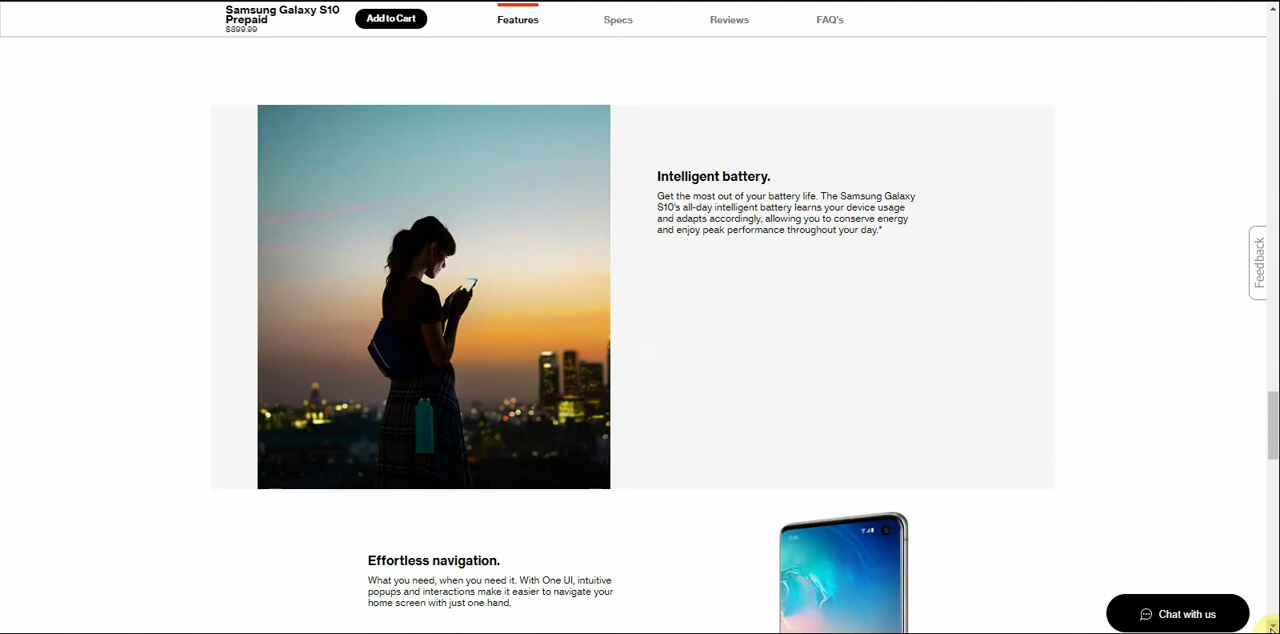 Samsung Galaxy S10
Prepaid
$899.99
Add to Cart
Features
Specs
Reviews
FAQ's
Intelligent battery.
Get the most out of your battery life. The Samsung Galaxy
S10's all-day intelligent battery learns your device usage
and adapts accordingly, allowing you to conserve energy
and enjoy peak performance throughout your day.*
Feedback
Effortless navigation.
What you need, when you need it. With One UI, intuitive
popups and interactions make it easier to navigate your
home screen with just one hand.
Chat with us